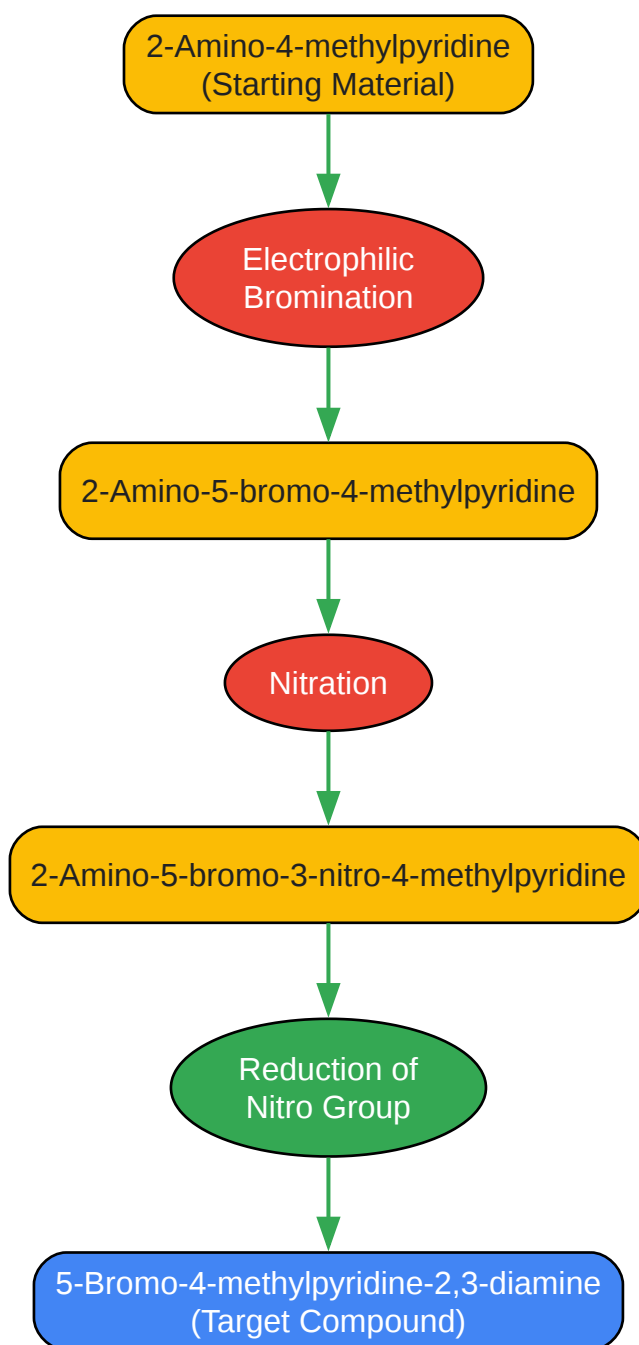 2-Amino-4-methylpyridine
(Starting Material)
Electrophilic
Bromination
2-Amino-5-bromo-4-methylpyridine
Nitration
2-Amino-5-bromo-3-nitro-4-methylpyridine
Reduction of
Nitro Group
5-Bromo-4-methylpyridine-2,3-diamine
(Target Compound)